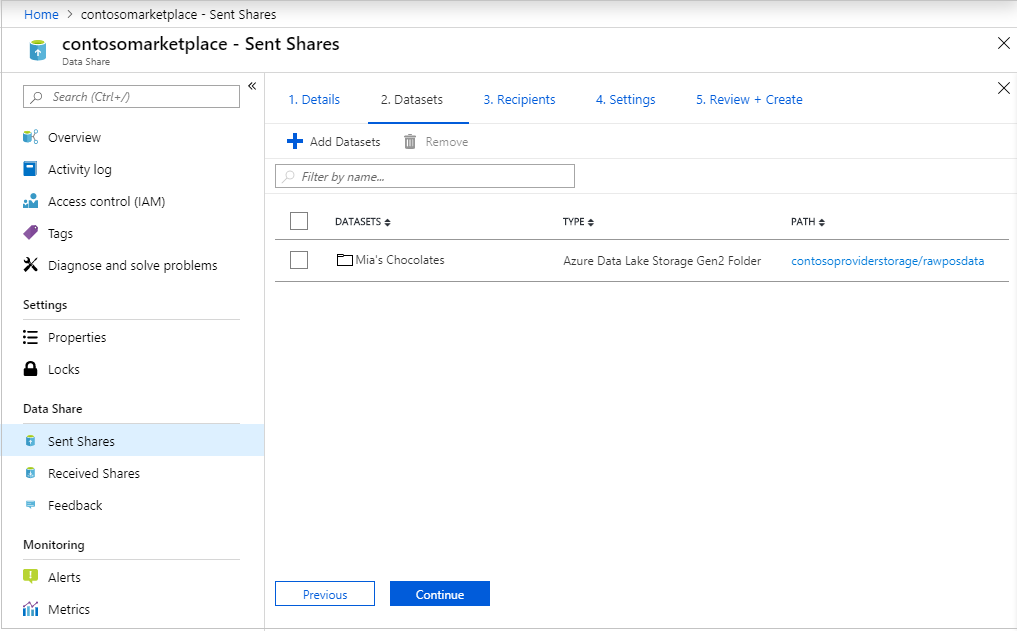 Home > contosomarketplace - Sent Shares
contosomarketplace - Sent Shares
Data Share
Search (Ctrl+/)
«
Overview
Activity log
Access control (IAM)
Tags
Diagnose and solve problems
Settings
Properties
Locks
Data Share
Sent Shares
Received Shares
Feedback
Monitoring
Alerts
Metrics
1. Details 2. Datasets 3. Recipients 4. Settings 5. Review + Create
Add Datasets Remove
Filter by name...
DATASETS TYPE PATH
Mia's Chocolates Azure Data Lake Storage Gen2 Folder contosoproviderstorage/rawposdata
Previous Continue